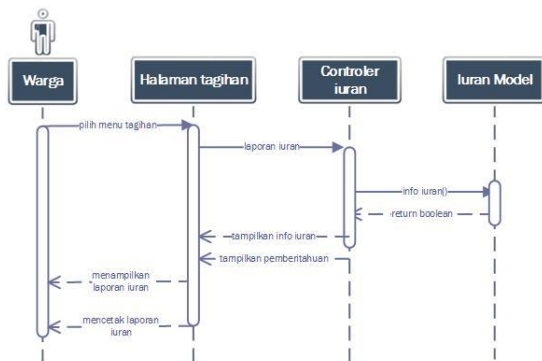 Warga
Halaman tagihan
Controler
iuran
Iuran Model
pilih menu tagihan
laporan iuran
info iuran()
return boolean
tampilkan info iuran
tampilkan pemberitahuan
menampilkan
laporan iuran
mencetak laporan
iuran